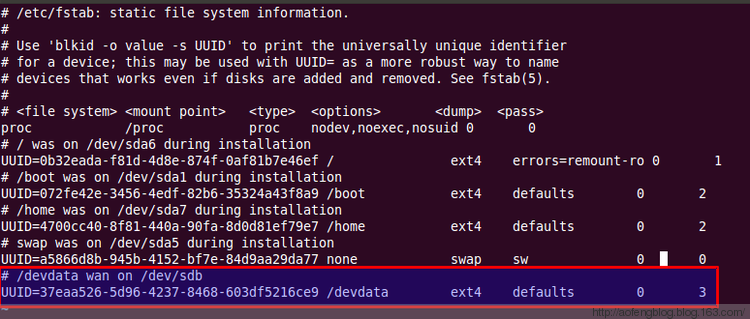 # /etc/fstab: static file system information.
#
# Use 'blkid -o value -s UUID' to print the universally unique identifier
# for a device; this may be used with UUID= as a more robust way to name
# devices that works even if disks are added and removed. See fstab(5).
#
# <file system> <mount point>   <type>  <options>       <dump>  <pass>
proc            /proc           proc    nodev,noexec,nosuid 0       0
# / was on /dev/sda6 during installation
UUID=0b32eada-f81d-4d8e-874f-0af81b7e46ef /               ext4    errors=remount-ro 0       1
# /boot was on /dev/sda1 during installation
UUID=072fe42e-3456-4edf-82b6-35324a43f8a9 /boot           ext4    defaults        0       2
# /home was on /dev/sda7 during installation
UUID=4700cc40-8f81-440a-90fa-8d0d81ef79e7 /home           ext4    defaults        0       2
# swap was on /dev/sda5 during installation
UUID=a5866d8b-945b-4152-bf7e-84d9aa29da77 none            swap    sw              0       0
# /devdata wan on /dev/sdb
UUID=37eaa526-5d96-4237-8468-603df5216ce9 /devdata        ext4    defaults        0       3
~
http://aofengblog.blog.163.com/